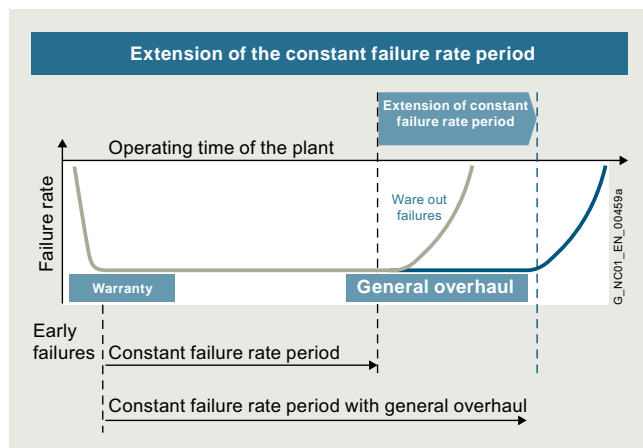 Extension of the constant failure rate period
Extension of constant
failure rate period
Operating time of the plant
Failure rate
Ware out
failures
G_NC01_EN_00459a
Warranty
General overhaul
Early
failures
Constant failure rate period
Constant failure rate period with general overhaul